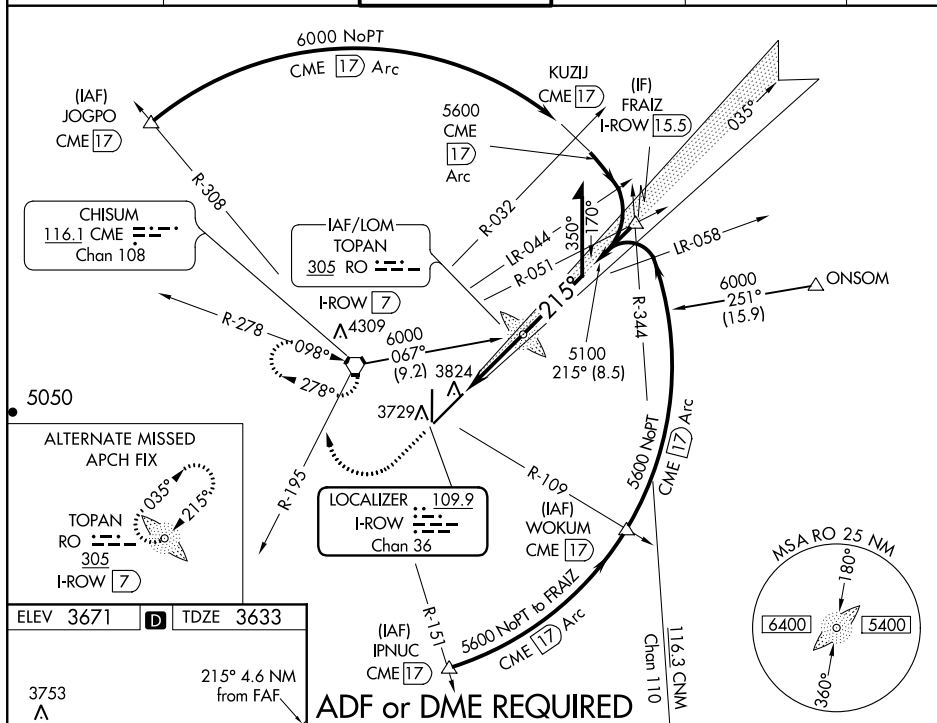 6000 NoPT
CME 17 Arc
(IAF)
JOGPO
CME 17
KUZIJ
CME 17
(IF)
FRAIZ
I-ROW 15.5
035°
5600
CME
17
Arc
R-308
R-032
CHISUM
116.1 CME
Chan 108
IAF/LOM
TOPAN
305 RO
I-ROW 7
LR-044
R-051
350°
170°
LR-058
215°
6000
251°
(15.9)
ONSOM
R-278
098°
278°
4309
6000
067°
(9.2)
5100
215° (8.5)
R-344
3824
3729
5050
5600 NoPT
CME 17 Arc
ALTERNATE MISSED
APCH FIX
035°
215°
TOPAN
RO
305
I-ROW 7
R-195
LOCALIZER 109.9
I-ROW
Chan 36
R-109
(IAF)
WOKUM
CME 17
MSA RO 25 NM
180°
6400
5400
360°
R-151
5600 NoPT to FRAIZ
CME 17 Arc
(IAF)
IPNUC
CME 17
116.3 CNM
Chan 110
ELEV 3671
D
TDZE 3633
215° 4.6 NM
from FAF
3753
ADF or DME REQUIRED